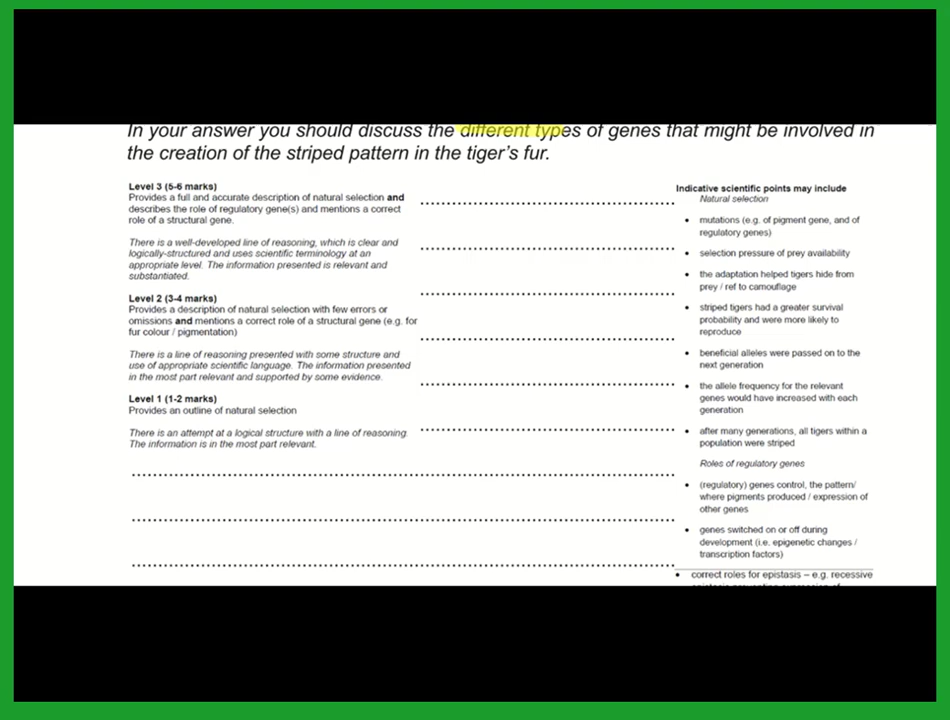 In your answer you should discuss the different types of genes that might be involved in
the creation of the striped pattern in the tiger's fur.
Level 3 (5-6 marks)
Provides a full and accurate description of natural selection and
describes the role of regulatory gene(s) and mentions a correct
role of a structural gene.
There is a well-developed line of reasoning, which is clear and
logically-structured and uses scientific terminology at an
appropriate level. The information presented is relevant and
substantiated.
Level 2 (3-4 marks)
Provides a description of natural selection with few errors or
omissions and mentions a correct role of a structural gene (e.g. for
fur colour / pigmentation)
There is a line of reasoning presented with some structure and
use of appropriate scientific language. The information presented
in the most part relevant and supported by some evidence.
Level 1 (1-2 marks)
Provides an outline of natural selection
There is an attempt at a logical structure with a line of reasoning.
The information is in the most part relevant.
Indicative scientific points may include
Natural selection
• mutations (e.g. of pigment gene, and of
regulatory genes)
• selection pressure of prey availability
• the adaptation helped tigers hide from
prey / ref to camouflage
• striped tigers had a greater survival
probability and were more likely to
reproduce
• beneficial alleles were passed on to the
next generation
• the allele frequency for the relevant
genes would have increased with each
generation
• after many generations, all tigers within a
population were striped
Roles of regulatory genes
• (regulatory) genes control, the pattern/
where pigments produced / expression of
other genes
• genes switched on or off during
development (i.e. epigenetic changes /
transcription factors)
• correct roles for epistasis – e.g. recessive